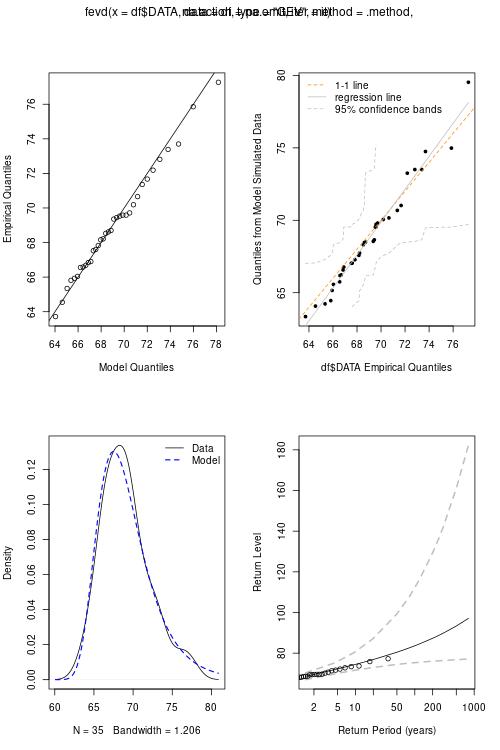 fevd(x = df$DATA, data = df, type = "GEV", method = .method,
64 66 68 70 72 74 76
64 66 68 70 72 74 76 78
Empirical Quantiles
Model Quantiles
1-1 line
regression line
95% confidence bands
65 70 75 80
64 66 68 70 72 74 76
Quantiles from Model Simulated Data
df$DATA Empirical Quantiles
Data
Model
0.00 0.02 0.04 0.06 0.08 0.10 0.12
60 65 70 75 80
Density
N = 35 Bandwidth = 1.206
80 100 120 140 160 180
2 5 10 50 200 1000
Return Level
Return Period (years)